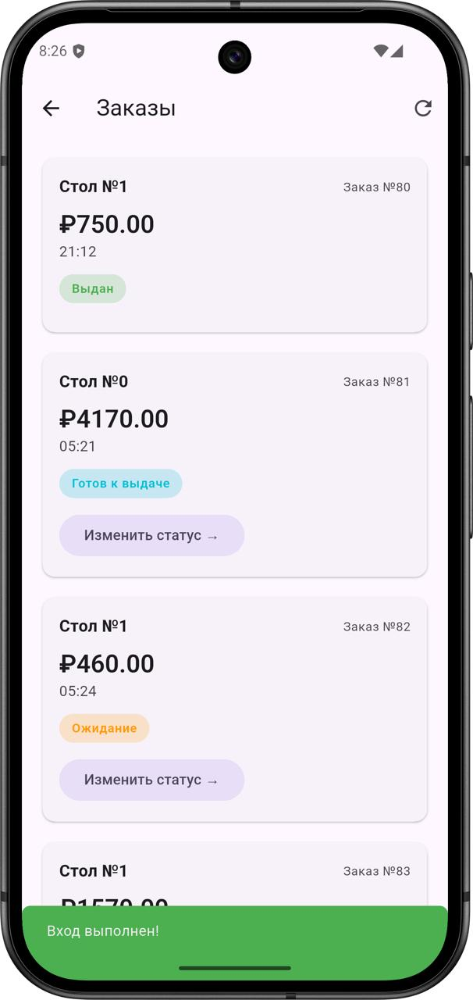 8:26
Заказы
Стол №1 Заказ №80
₽750.00
21:12
Выдан
Стол №0 Заказ №81
₽4170.00
05:21
Готов к выдаче
Изменить статус →
Стол №1 Заказ №82
₽460.00
05:24
Ожидание
Изменить статус →
Стол №1 Заказ №83
₽1570.00
Вход выполнен!